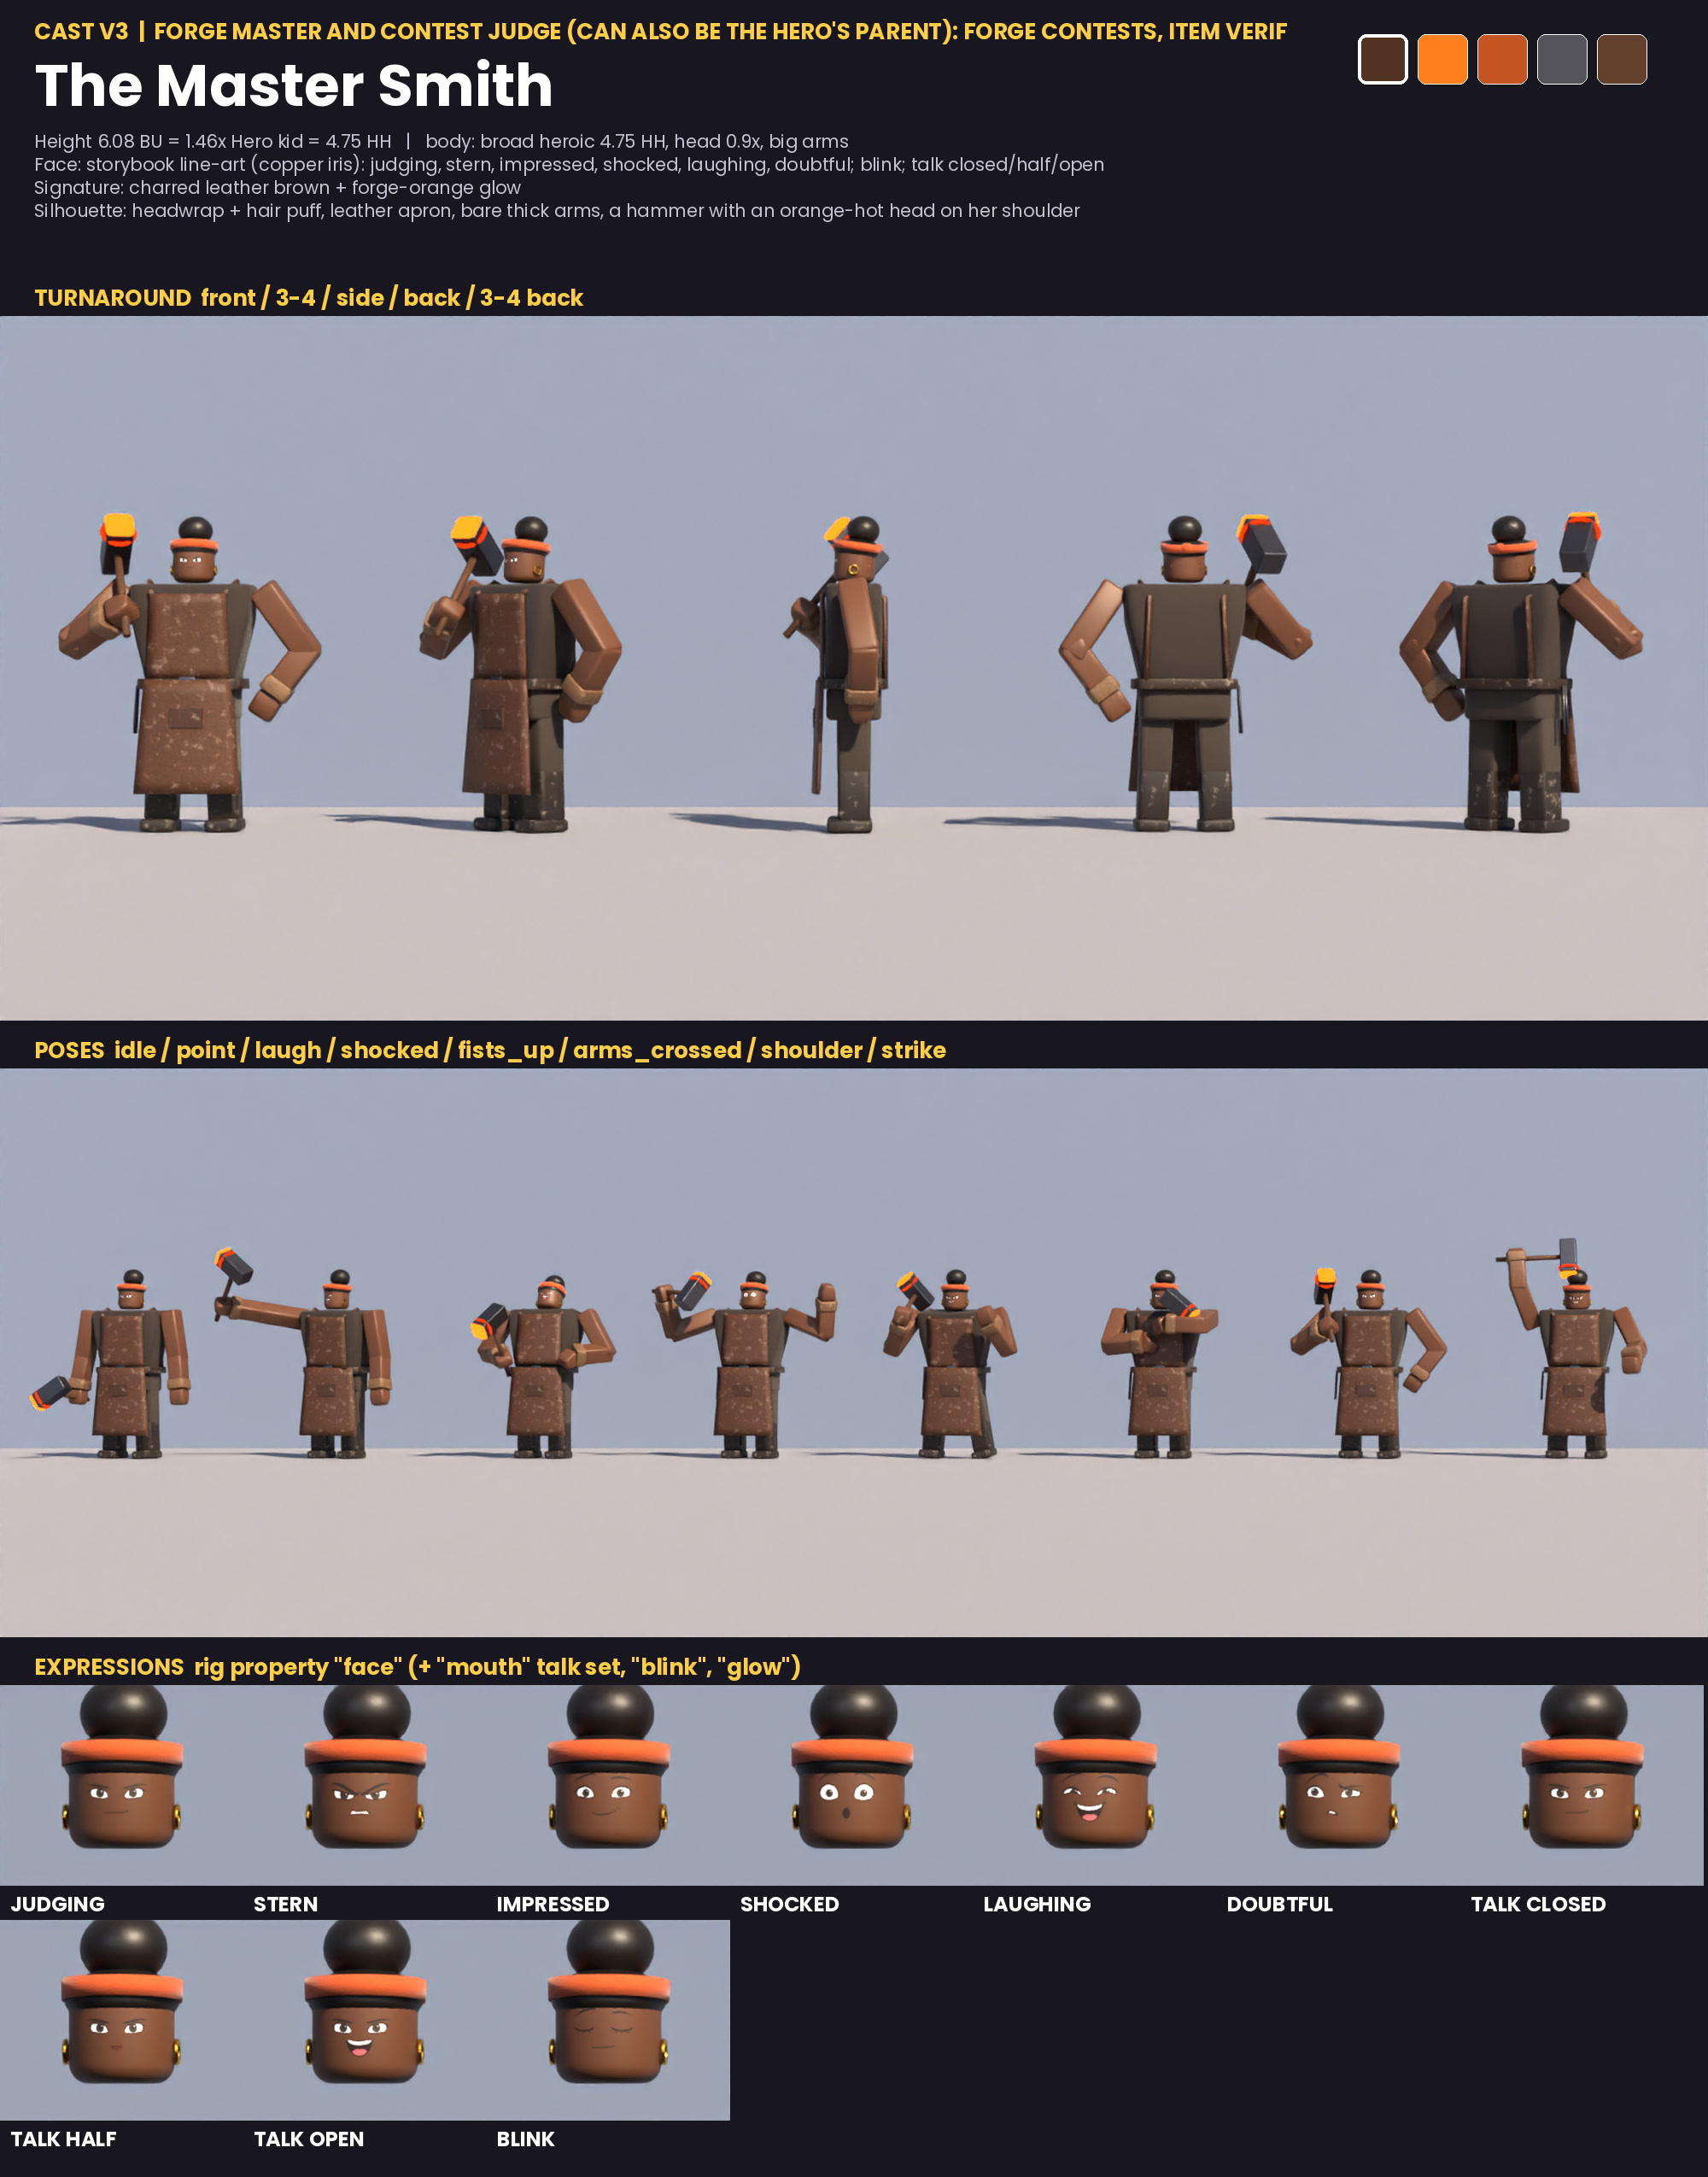 CAST V3 | FORGE MASTER AND CONTEST JUDGE (CAN ALSO BE THE HERO'S PARENT): FORGE CONTESTS, ITEM VERIF
The Master Smith
Height 6.08 BU = 1.46x Hero kid = 4.75 HH | body: broad heroic 4.75 HH, head 0.9x, big arms
Face: storybook line-art (copper iris): judging, stern, impressed, shocked, laughing, doubtful; blink; talk closed/half/open
Signature: charred leather brown + forge-orange glow
Silhouette: headwrap + hair puff, leather apron, bare thick arms, a hammer with an orange-hot head on her shoulder
TURNAROUND front / 3-4 / side / back / 3-4 back
POSES idle / point / laugh / shocked / fists_up / arms_crossed / shoulder / strike
EXPRESSIONS rig property "face" (+ "mouth" talk set, "blink", "glow")
JUDGING
STERN
IMPRESSED
SHOCKED
LAUGHING
DOUBTFUL
TALK CLOSED
TALK HALF
TALK OPEN
BLINK